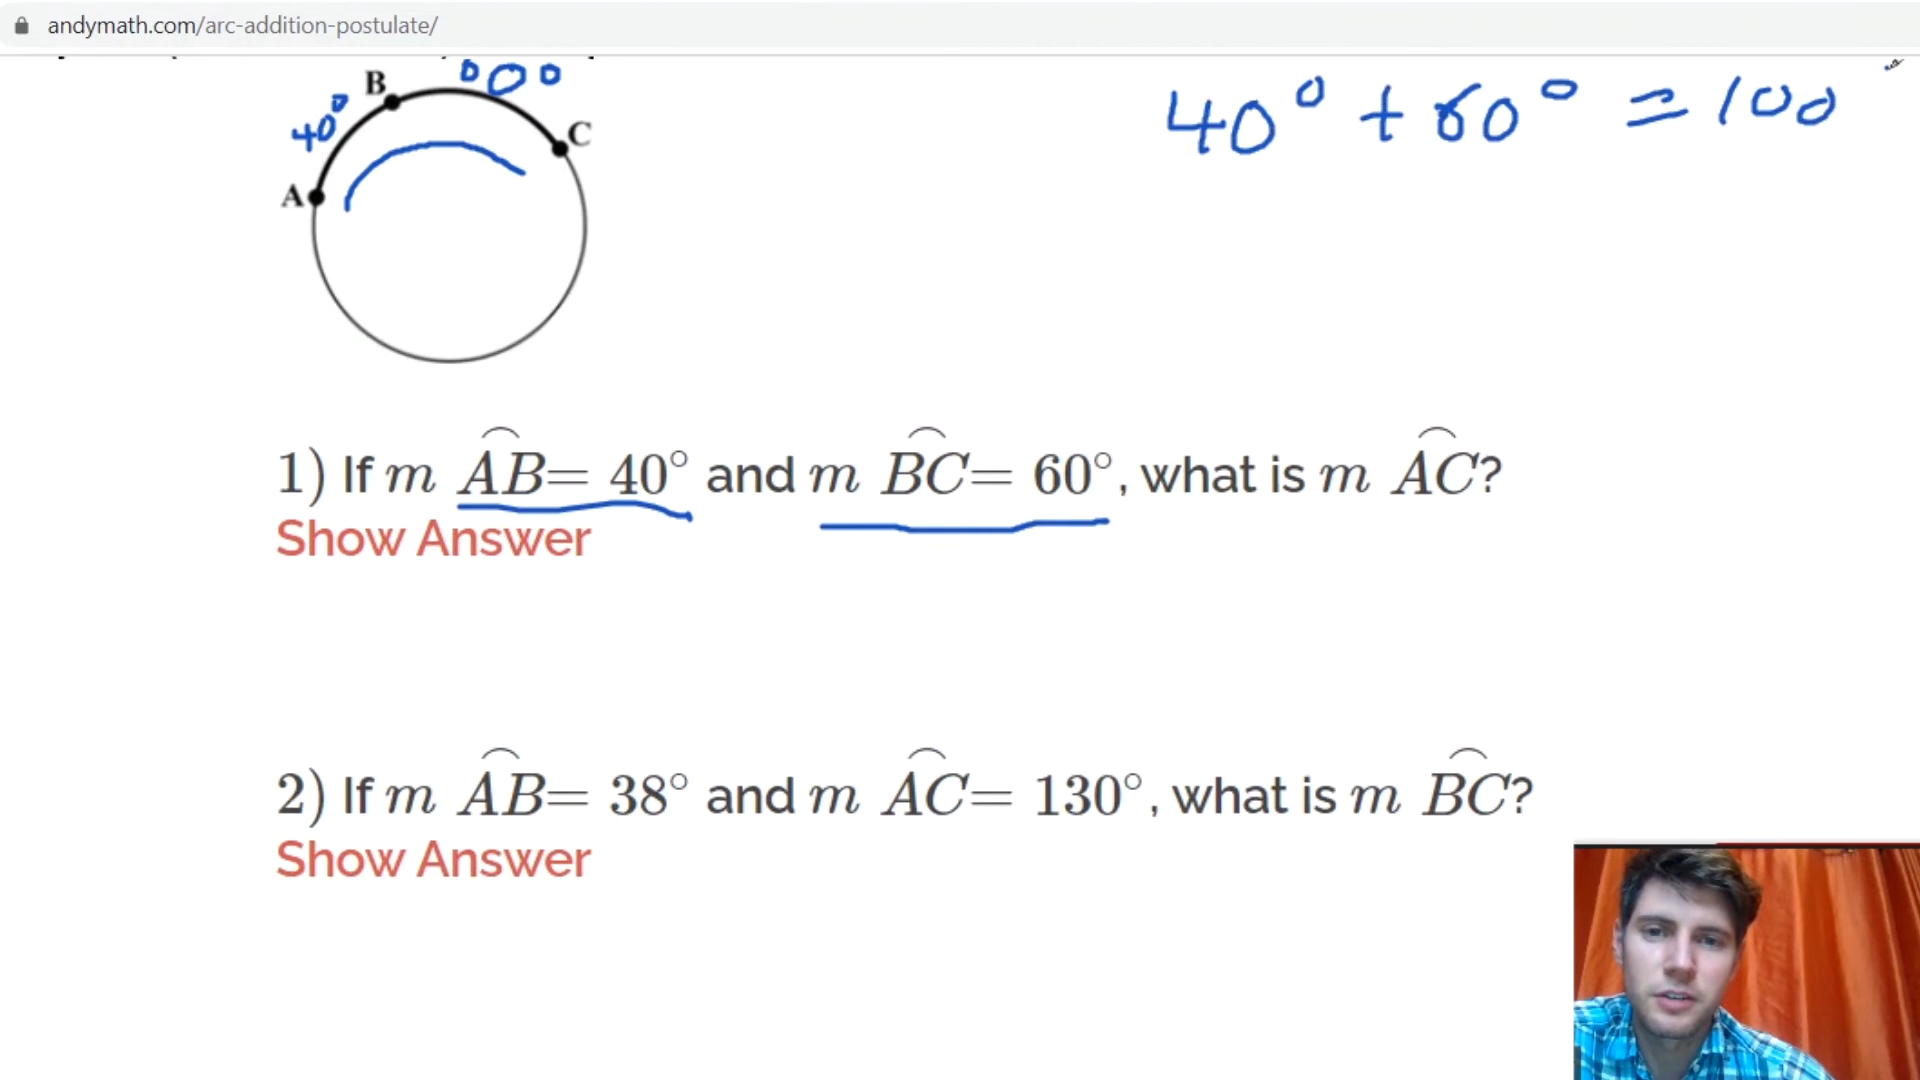 andymath.com/arc-addition-postulate/
B
40°
C
A
40° + 60° = 100
1) If m AB= 40° and m BC= 60°, what is m AC?
Show Answer
2) If m AB= 38° and m AC= 130°, what is m BC?
Show Answer